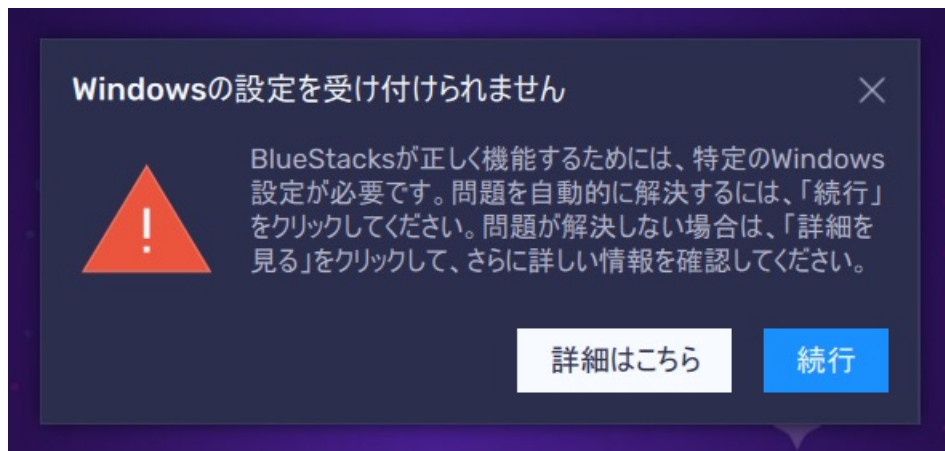 Windowsの設定を受け付けられません
BlueStacksが正しく機能するためには、特定のWindows
設定が必要です。問題を自動的に解決するには、「続行」
をクリックしてください。問題が解決しない場合は、「詳細を
見る」をクリックして、さらに詳しい情報を確認してください。
詳細はこちら
続行